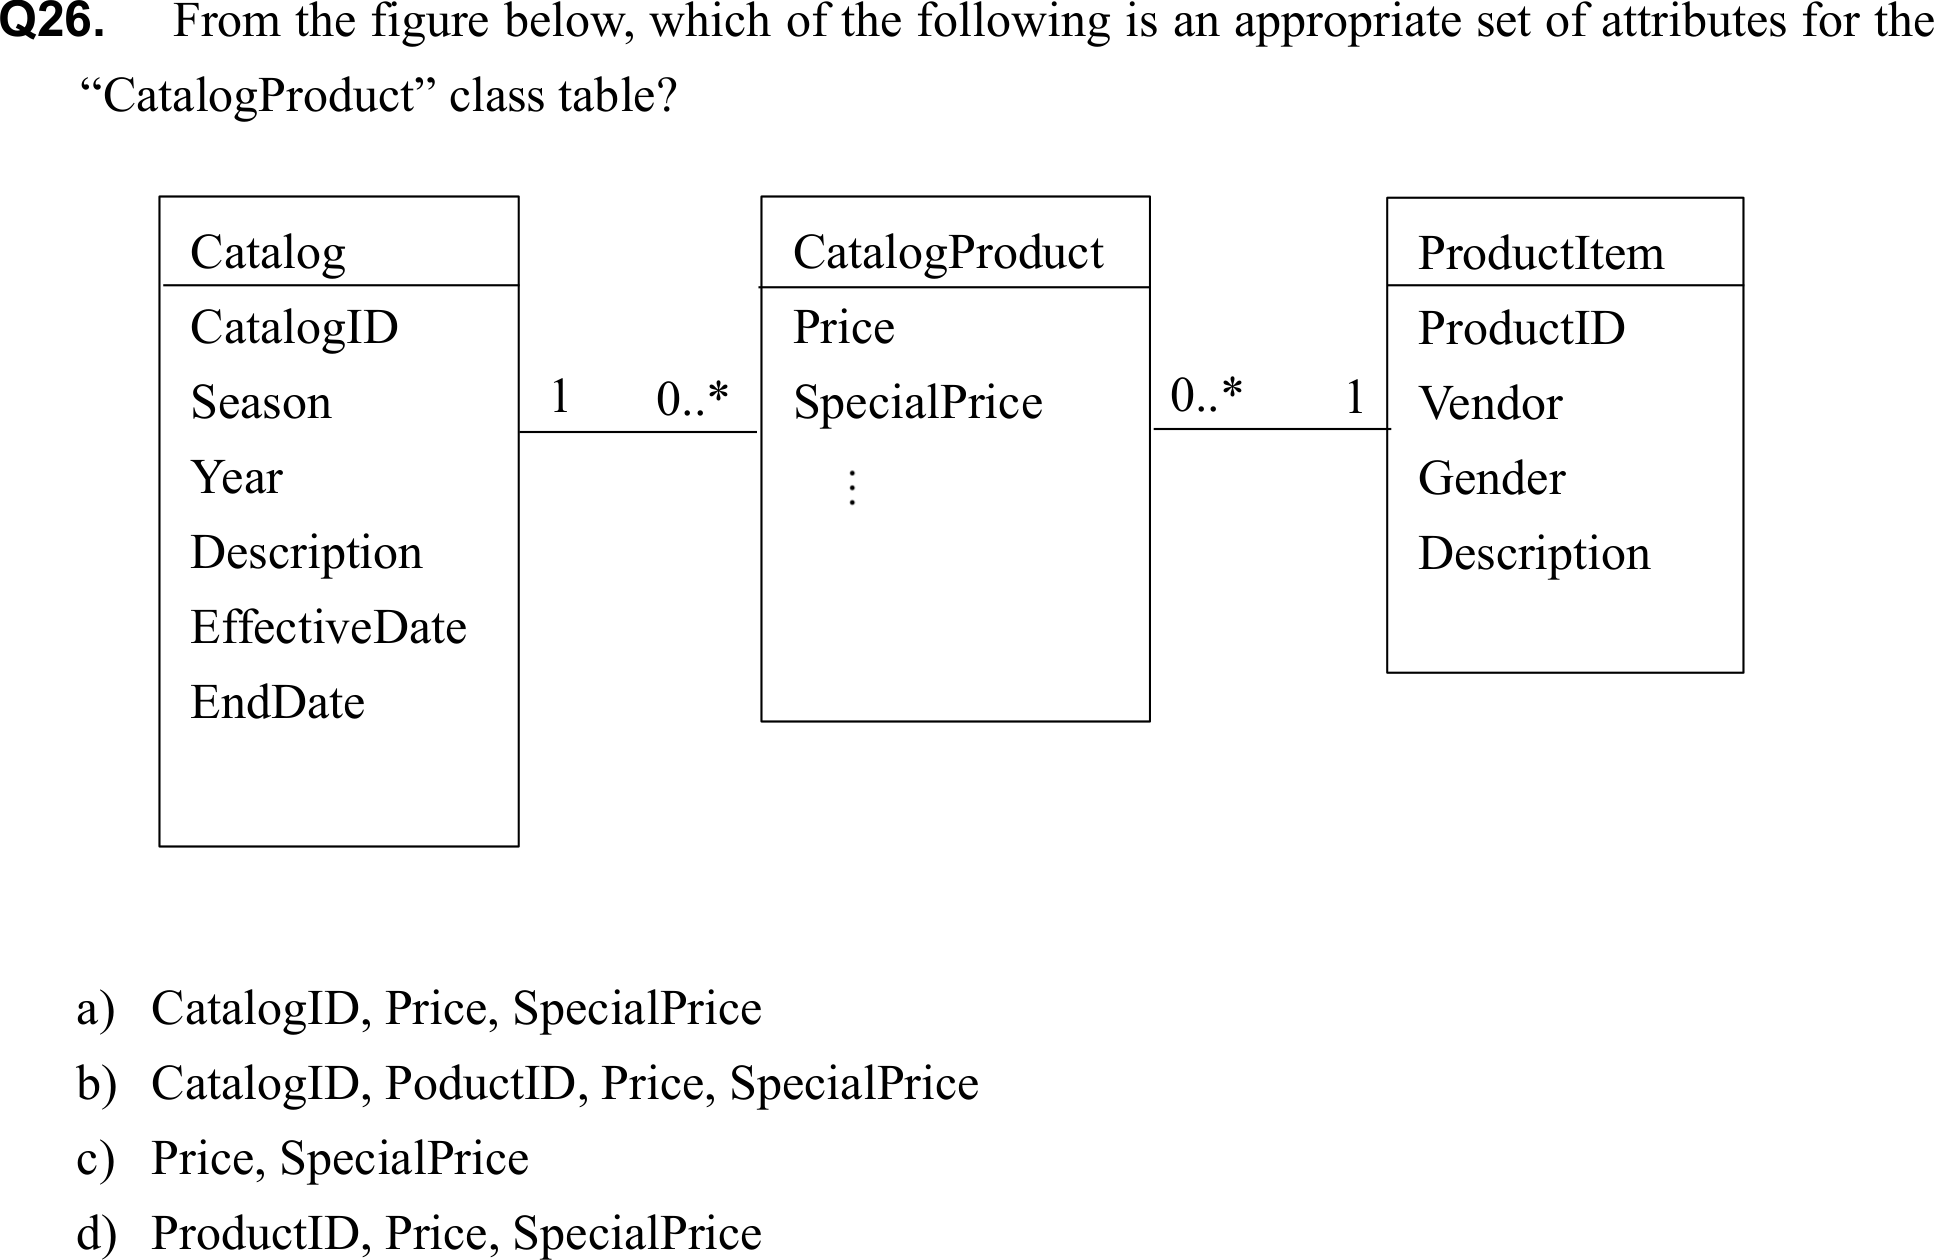 Q26. From the figure below, which of the following is an appropriate set of attributes for the
“CatalogProduct” class table?
Catalog
CatalogID
Season
Year
Description
EffectiveDate
EndDate
1 0..*
CatalogProduct
Price
SpecialPrice
⋮
0..* 1
ProductItem
ProductID
Vendor
Gender
Description
a) CatalogID, Price, SpecialPrice
b) CatalogID, PoductID, Price, SpecialPrice
c) Price, SpecialPrice
d) ProductID, Price, SpecialPrice